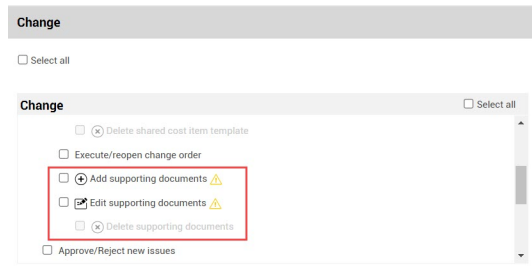 Change
Select all
Change
Select all
Delete shared cost item template
Execute/reopen change order
Add supporting documents
Edit supporting documents
Delete supporting documents
Approve/Reject new issues